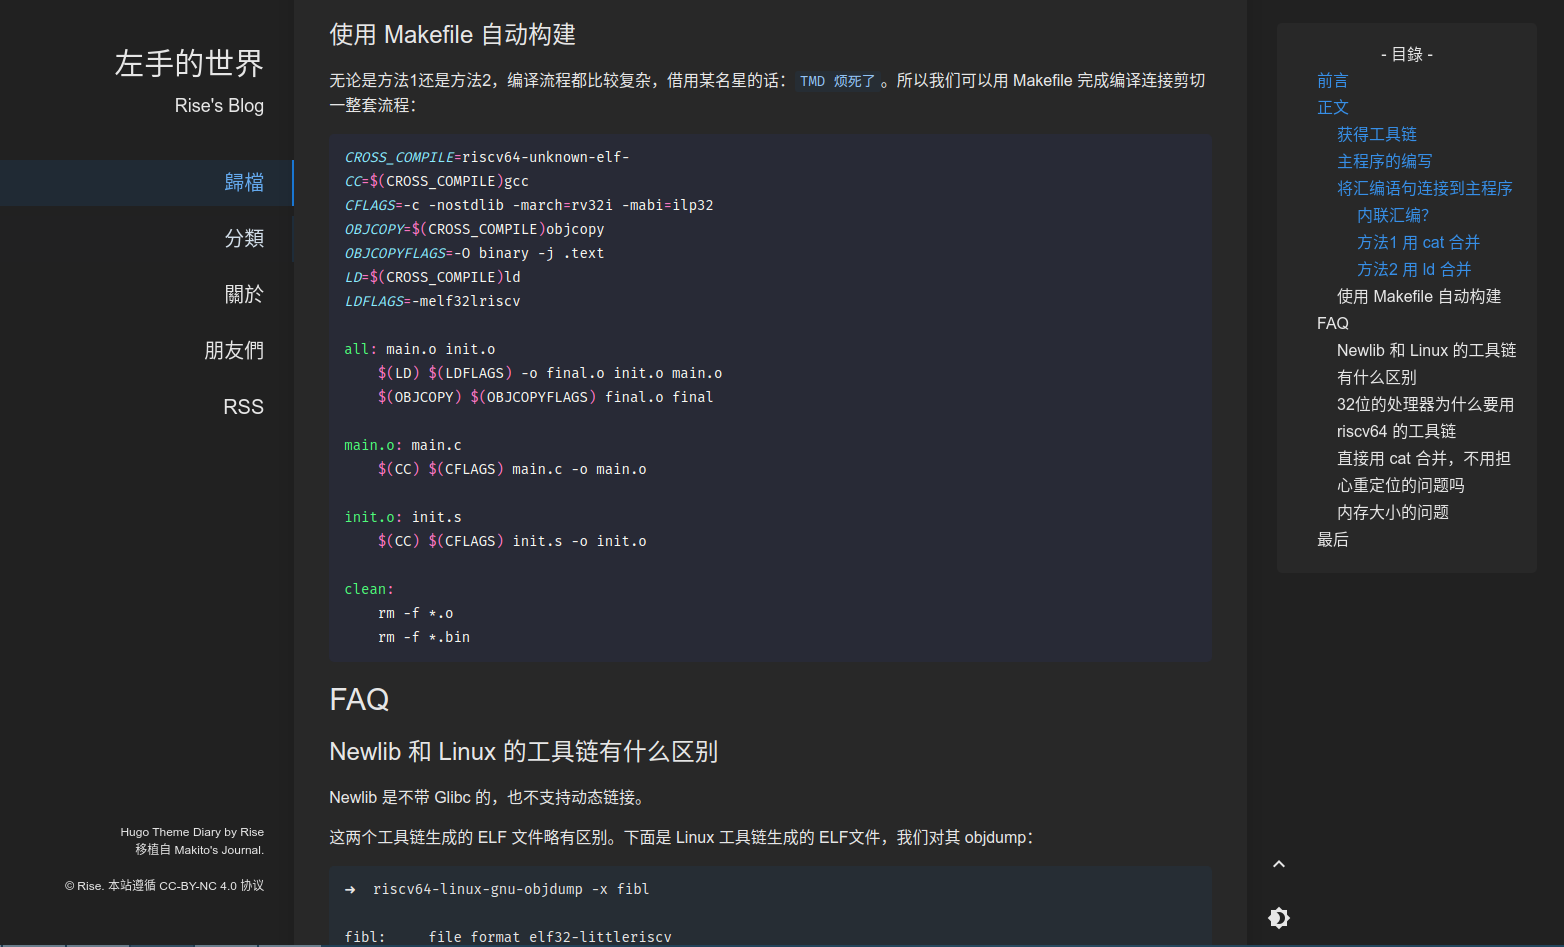 左手的世界
Rise's Blog
歸檔
分類
關於
朋友們
RSS
Hugo Theme Diary by Rise
移植自 Makito's Journal.
© Rise. 本站遵循 CC-BY-NC 4.0 协议
使用 Makefile 自动构建
无论是方法1还是方法2，编译流程都比较复杂，借用某名星的话： TMD 烦死了 。所以我们可以用 Makefile 完成编译连接剪切
一整套流程：
CROSS_COMPILE=riscv64-unknown-elf-
CC=$(CROSS_COMPILE)gcc
CFLAGS=-c -nostdlib -march=rv32i -mabi=ilp32
OBJCOPY=$(CROSS_COMPILE)objcopy
OBJCOPYFLAGS=-O binary -j .text
LD=$(CROSS_COMPILE)ld
LDFLAGS=-melf32lriscv
all: main.o init.o
$(LD) $(LDFLAGS) -o final.o init.o main.o
$(OBJCOPY) $(OBJCOPYFLAGS) final.o final
main.o: main.c
$(CC) $(CFLAGS) main.c -o main.o
init.o: init.s
$(CC) $(CFLAGS) init.s -o init.o
clean:
rm -f *.o
rm -f *.bin
FAQ
Newlib 和 Linux 的工具链有什么区别
Newlib 是不带 Glibc 的，也不支持动态链接。
这两个工具链生成的 ELF 文件略有区别。下面是 Linux 工具链生成的 ELF文件，我们对其 objdump：
➜  riscv64-linux-gnu-objdump -x fibl
fibl:     file format elf32-littleriscv
- 目錄 -
前言
正文
获得工具链
主程序的编写
将汇编语句连接到主程序
内联汇编？
方法1 用 cat 合并
方法2 用 ld 合并
使用 Makefile 自动构建
FAQ
Newlib 和 Linux 的工具链
有什么区别
32位的处理器为什么要用
riscv64 的工具链
直接用 cat 合并，不用担
心重定位的问题吗
内存大小的问题
最后